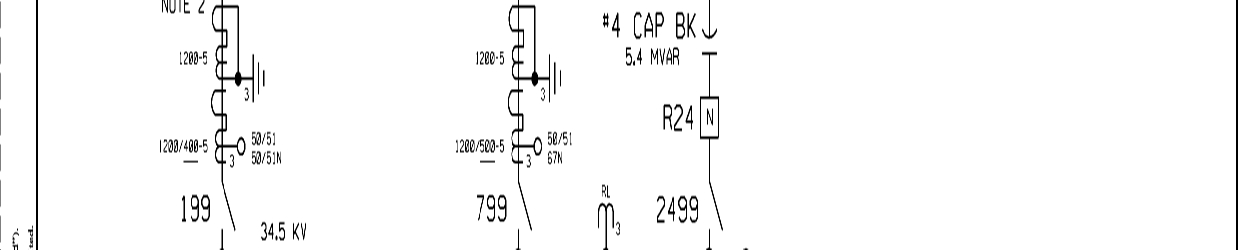 NOTE 2
1200-5
3
1200/400-5
50/51
50/51N
3
199
34.5 KV
1200-5
3
1200/500-5
50/51
67N
3
799
#4 CAP BK
5.4 MVAR
R24
N
RL
3
2499
d").
ted.